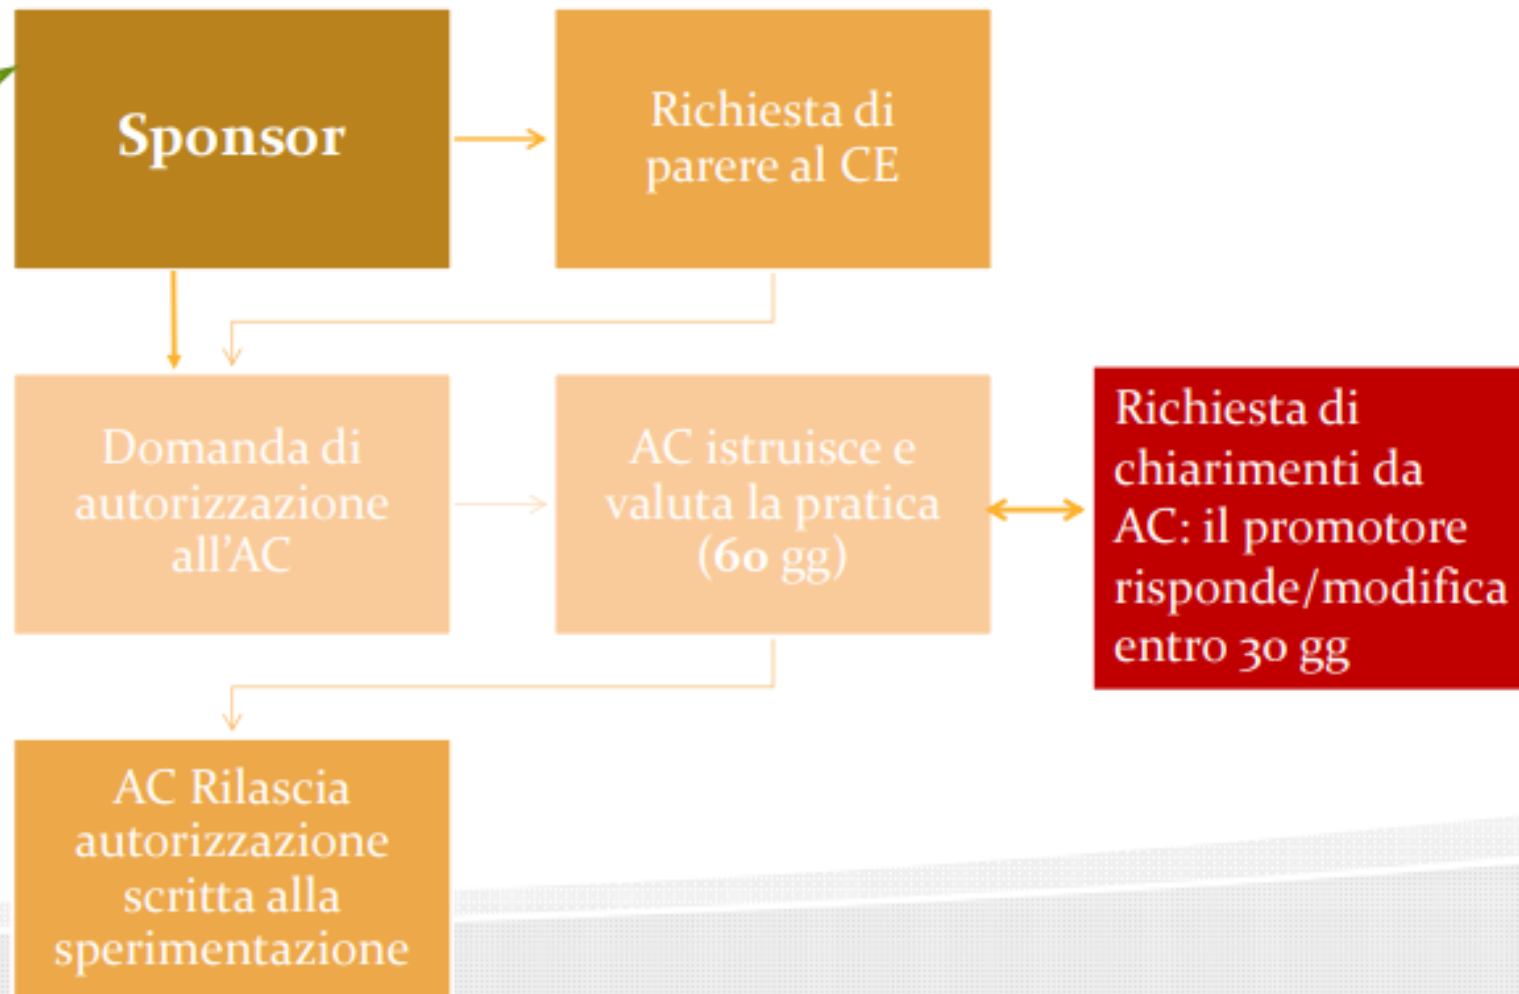 Sponsor
Richiesta di
parere al CE
Domanda di
autorizzazione
all'AC
AC istruisce e
valuta la pratica
(60 gg)
Richiesta di
chiarimenti da
AC: il promotore
risponde/modifica
entro 30 gg
AC Rilascia
autorizzazione
scritta alla
sperimentazione